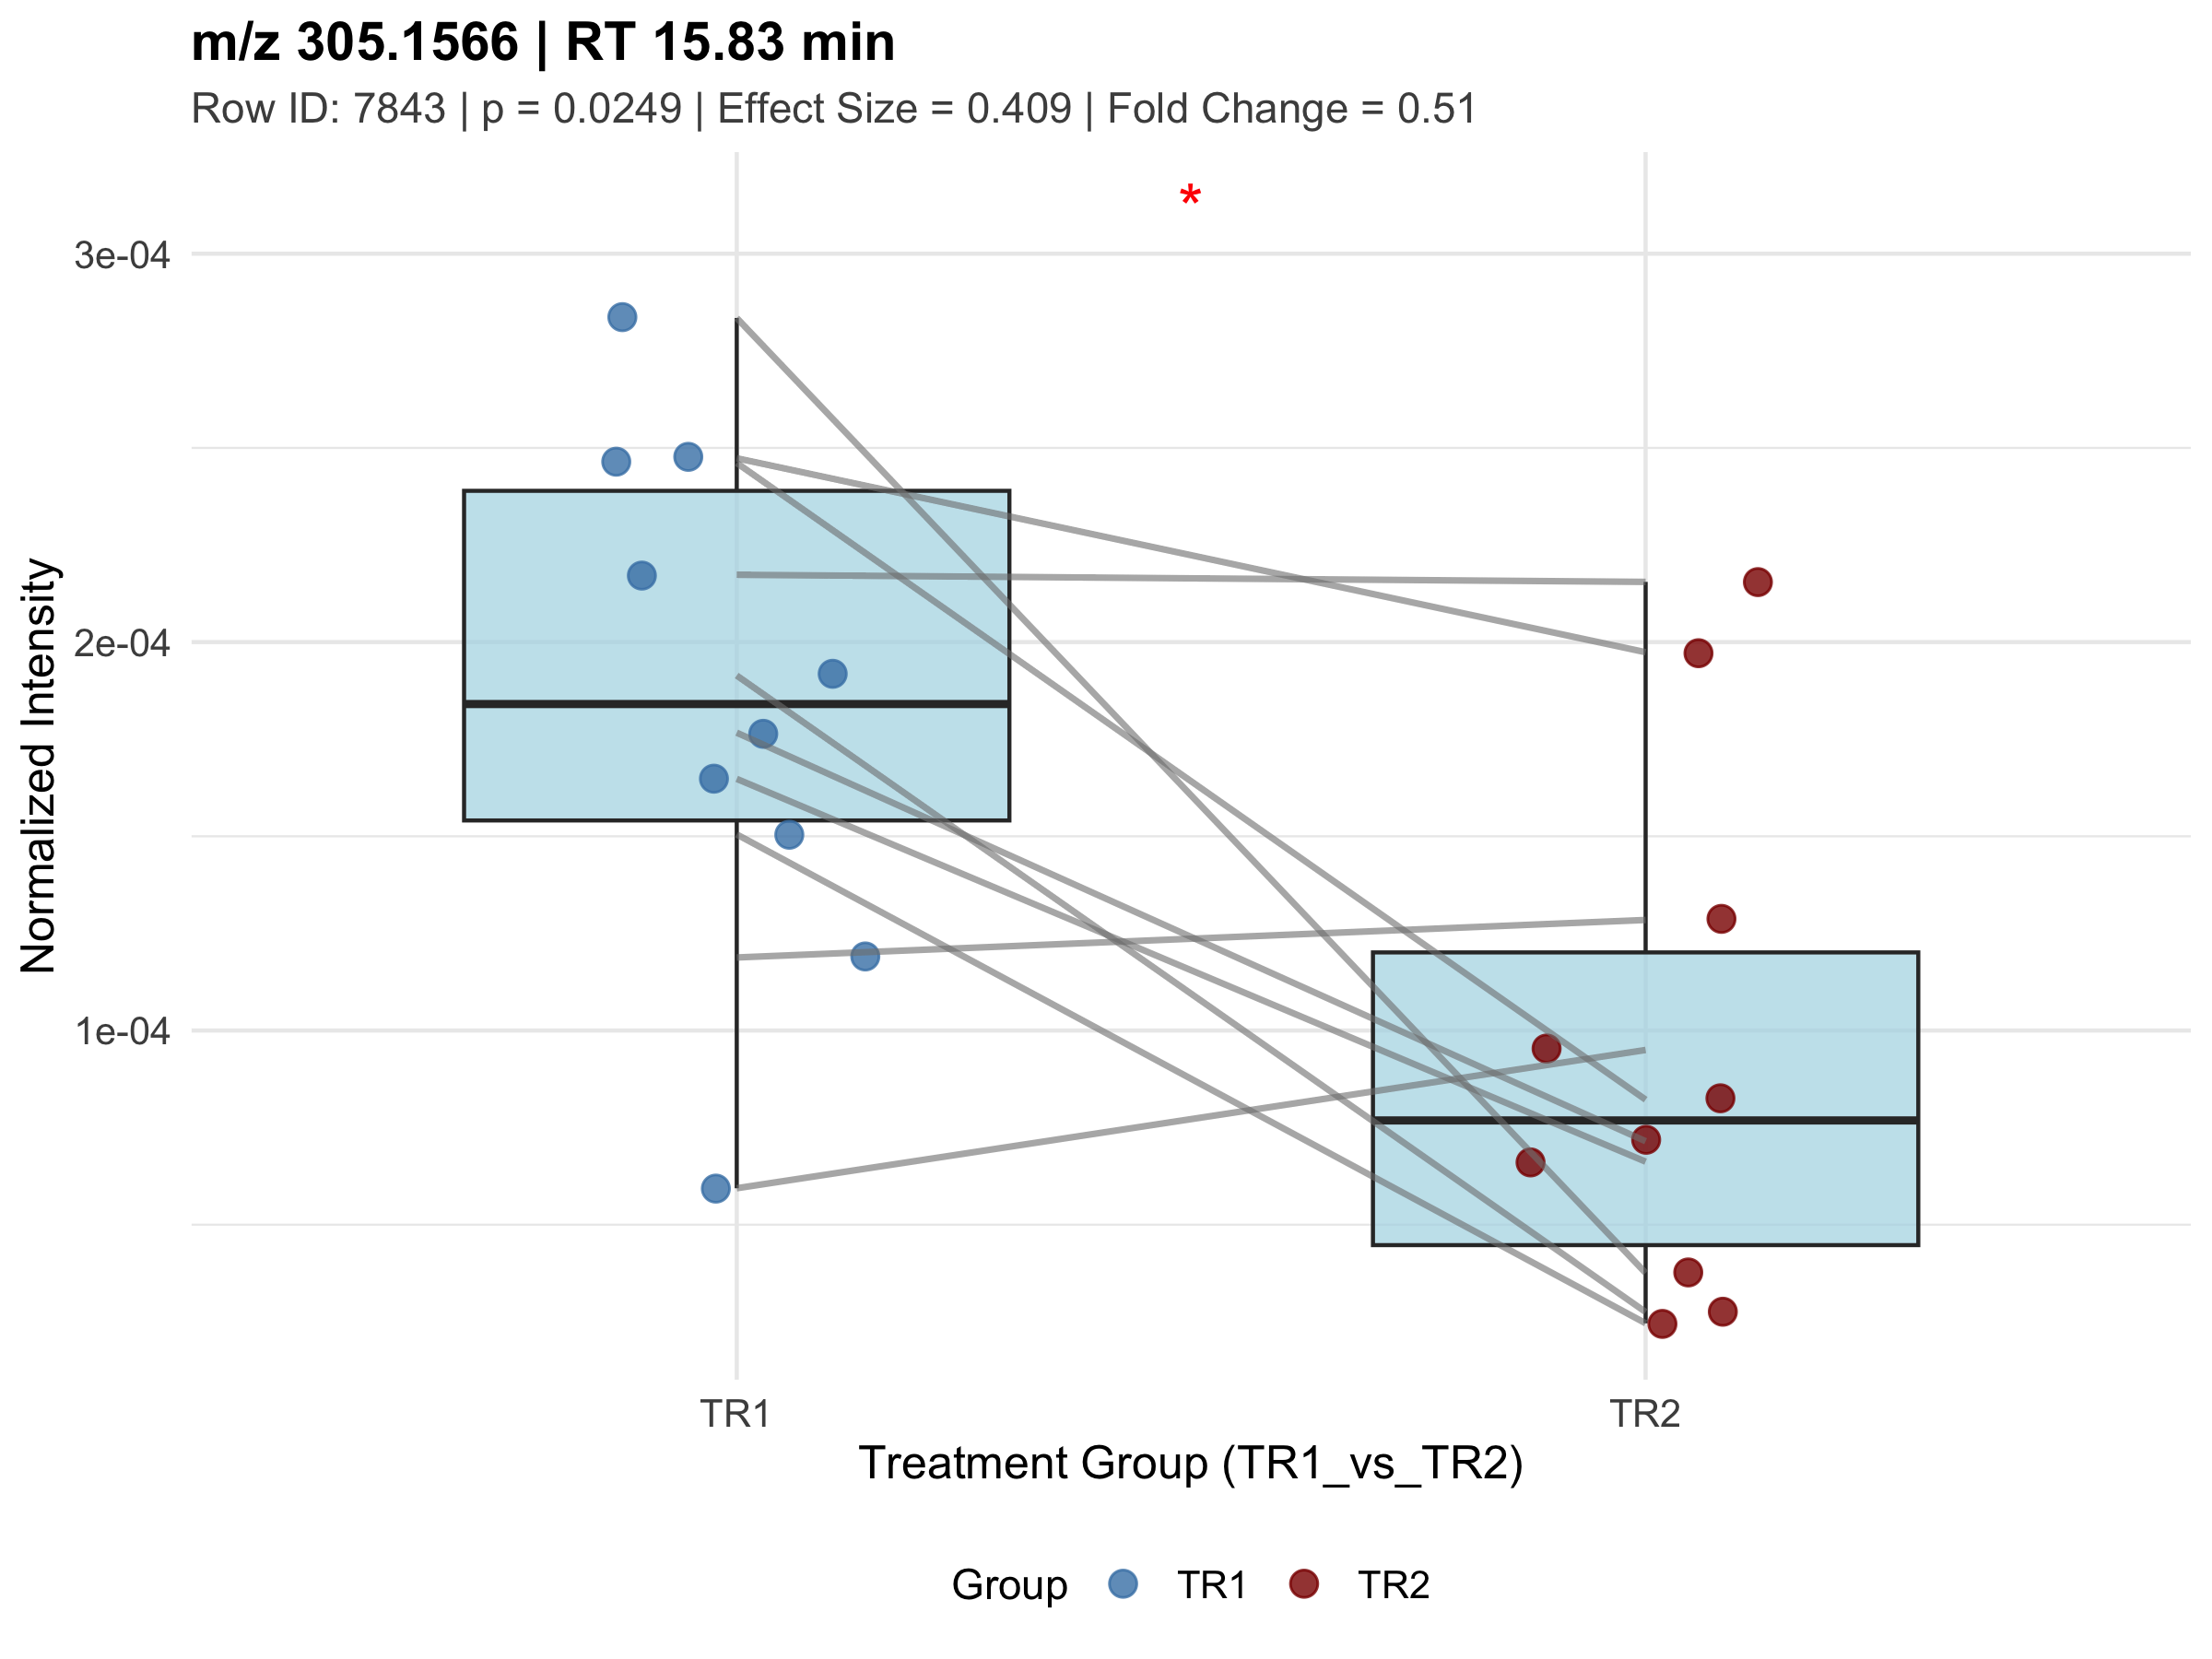 m/z 305.1566 | RT 15.83 min
Row ID: 7843 | p = 0.0249 | Effect Size = 0.409 | Fold Change = 0.51
*
3e-04
2e-04
1e-04
Normalized Intensity
TR1
TR2
Treatment Group (TR1_vs_TR2)
Group TR1 TR2